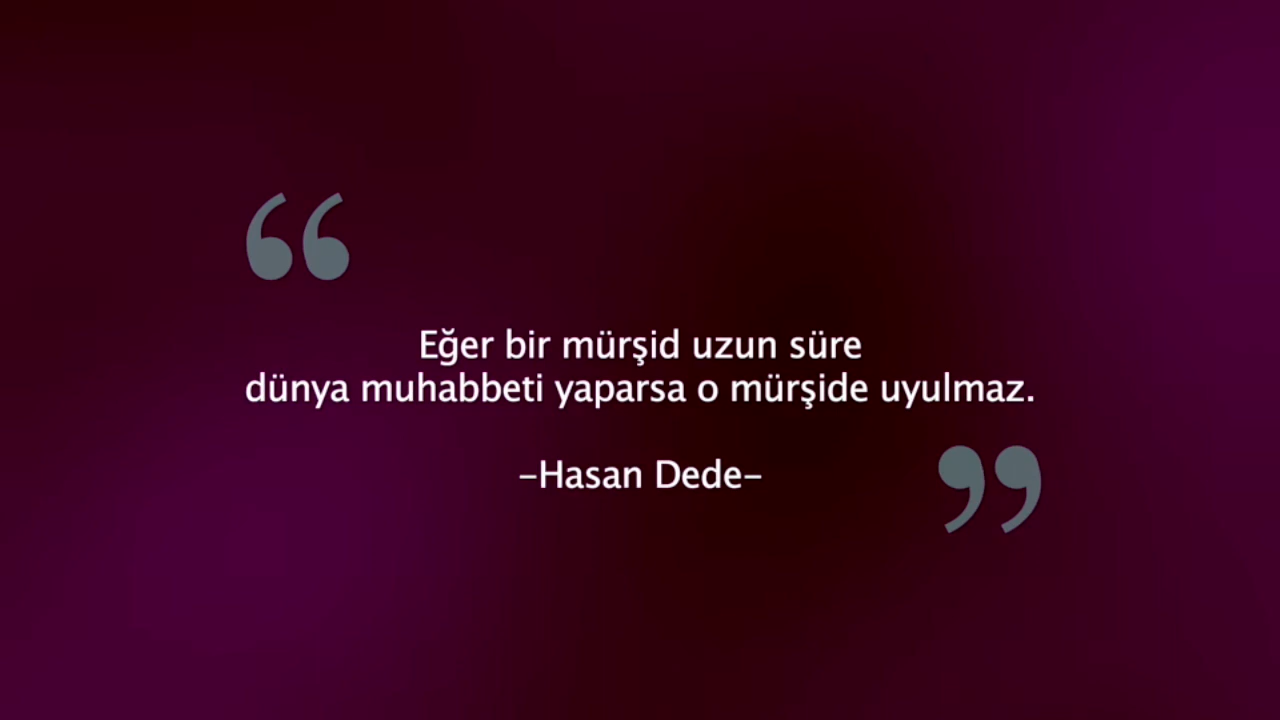 “
Eğer bir mürşid uzun süre
dünya muhabbeti yaparsa o mürşide uyulmaz.
–Hasan Dede–
”